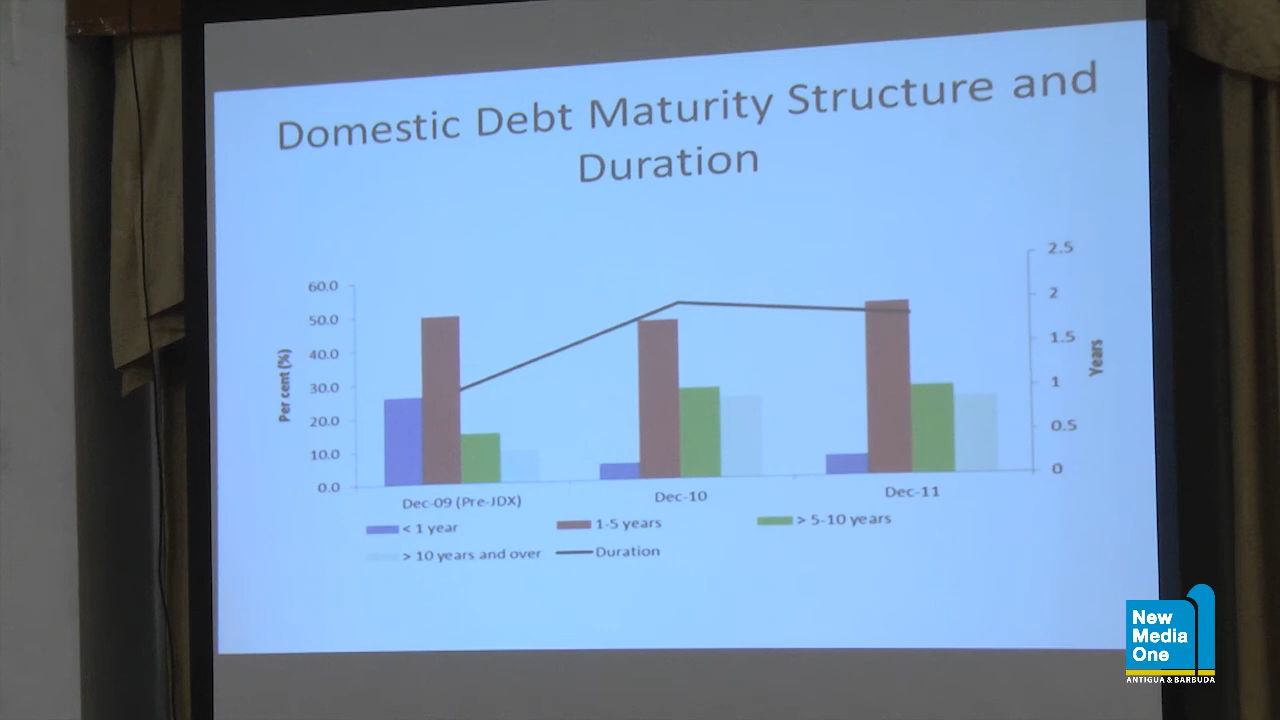 Domestic Debt Maturity Structure and
Duration
60.0
50.0
40.0
30.0
20.0
10.0
0.0
Per cent (%)
2.5
2
1.5
1
0.5
0
Years
Dec-09 (Pre-JDX)
Dec-10
Dec-11
< 1 year
1-5 years
> 5-10 years
> 10 years and over
Duration
New
Media
One
ANTIGUA & BARBUDA